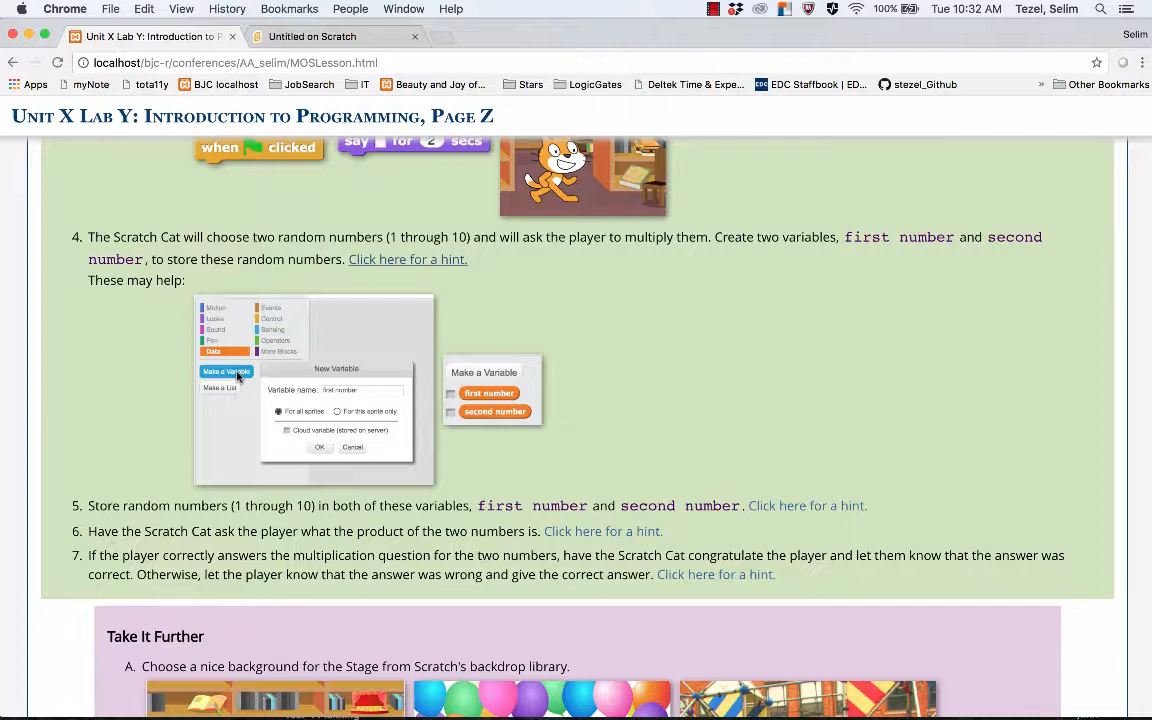 Chrome File Edit View History Bookmarks People Window Help 100% Tue 10:32 AM Tezel, Selim
Unit X Lab Y: Introduction to P Untitled on Scratch Selim
localhost/bjc-r/conferences/AA_selim/MOSLesson.html
Apps myNote tota11y BJC localhost JobSearch IT Beauty and Joy of... Stars LogicGates Deltek Time & Expe... EDC EDC Staffbook | ED... stezel_Github » Other Bookmarks
Unit X Lab Y: Introduction to Programming, Page Z
when clicked say for 2 secs
4. The Scratch Cat will choose two random numbers (1 through 10) and will ask the player to multiply them. Create two variables, first number and second
number, to store these random numbers. Click here for a hint.
These may help:
Motion Events
Looks Control
Sound Sensing
Pen Operators
Data More Blocks
Make a Variable
Make a List
New Variable
Variable name: first number
For all sprites For this sprite only
Cloud variable (stored on server)
OK Cancel
Make a Variable
first number
second number
5. Store random numbers (1 through 10) in both of these variables, first number and second number. Click here for a hint.
6. Have the Scratch Cat ask the player what the product of the two numbers is. Click here for a hint.
7. If the player correctly answers the multiplication question for the two numbers, have the Scratch Cat congratulate the player and let them know that the answer was
correct. Otherwise, let the player know that the answer was wrong and give the correct answer. Click here for a hint.
Take It Further
A. Choose a nice background for the Stage from Scratch's backdrop library.